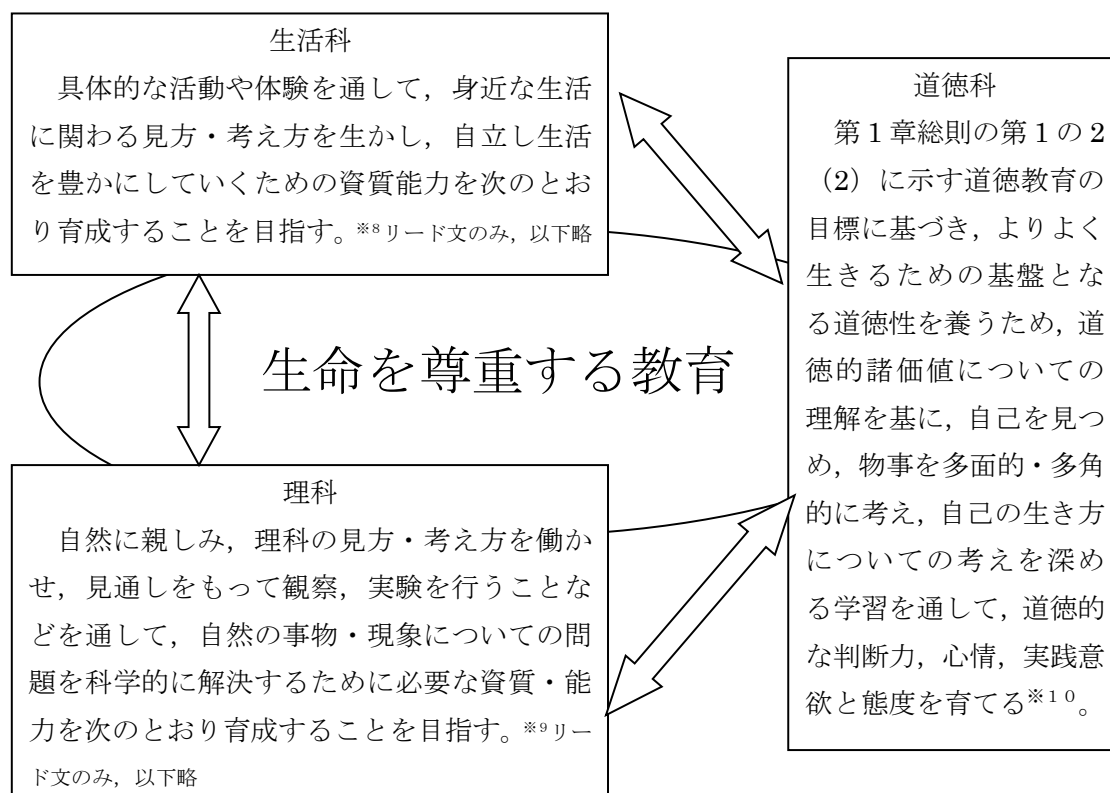 生活科
具体的な活動や体験を通して，身近な生活
に関わる見方・考え方を生かし，自立し生活
を豊かにしていくための資質能力を次のとお
り育成することを目指す。※8リード文のみ，以下略
生命を尊重する教育
理科
自然に親しみ，理科の見方・考え方を働か
せ，見通しをもって観察，実験を行うことな
どを通して，自然の事物・現象についての問
題を科学的に解決するために必要な資質・能
力を次のとおり育成することを目指す。※9リー
ド文のみ，以下略
道徳科
第1章総則の第1の2
（2）に示す道徳教育の
目標に基づき，よりよく
生きるための基盤とな
る道徳性を養うため，道
徳的諸価値についての
理解を基に，自己を見つ
め，物事を多面的・多角
的に考え，自己の生き方
についての考えを深め
る学習を通して，道徳的
な判断力，心情，実践意
欲と態度を育てる※１０。